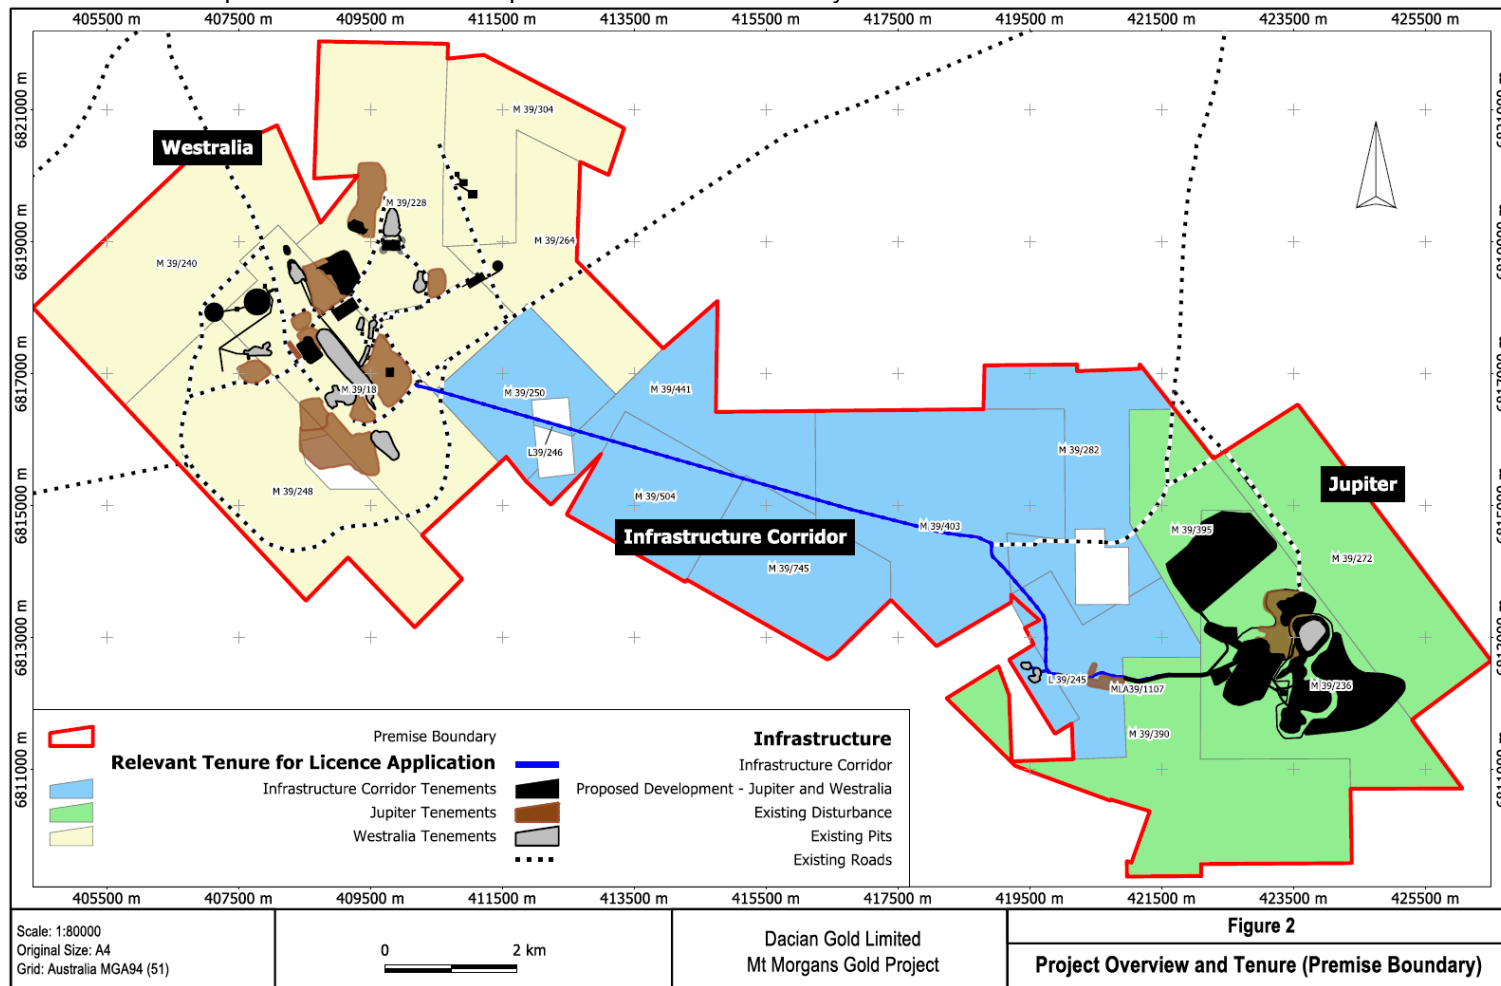 405500 m 407500 m 409500 m 411500 m 413500 m 415500 m 417500 m 419500 m 421500 m 423500 m 425500 m
6821000 m
6819000 m
6817000 m
6815000 m
6813000 m
6811000 m
Westralia
M 39/304
M 39/228
M 39/264
M 39/240
M 39/18
M 39/248
M 39/250
M 39/441
L39/246
M 39/504
Infrastructure Corridor
M 39/745
M 39/403
M 39/282
Jupiter
M 39/395
M 39/272
L 39/245
MLA39/1107
M 39/236
M 39/390
Premise Boundary
Relevant Tenure for Licence Application
Infrastructure Corridor Tenements
Jupiter Tenements
Westralia Tenements
Infrastructure
Infrastructure Corridor
Proposed Development - Jupiter and Westralia
Existing Disturbance
Existing Pits
Existing Roads
405500 m 407500 m 409500 m 411500 m 413500 m 415500 m 417500 m 419500 m 421500 m 423500 m 425500 m
Scale: 1:80000
Original Size: A4
Grid: Australia MGA94 (51)
0 2 km
Dacian Gold Limited
Mt Morgans Gold Project
Figure 2
Project Overview and Tenure (Premise Boundary)